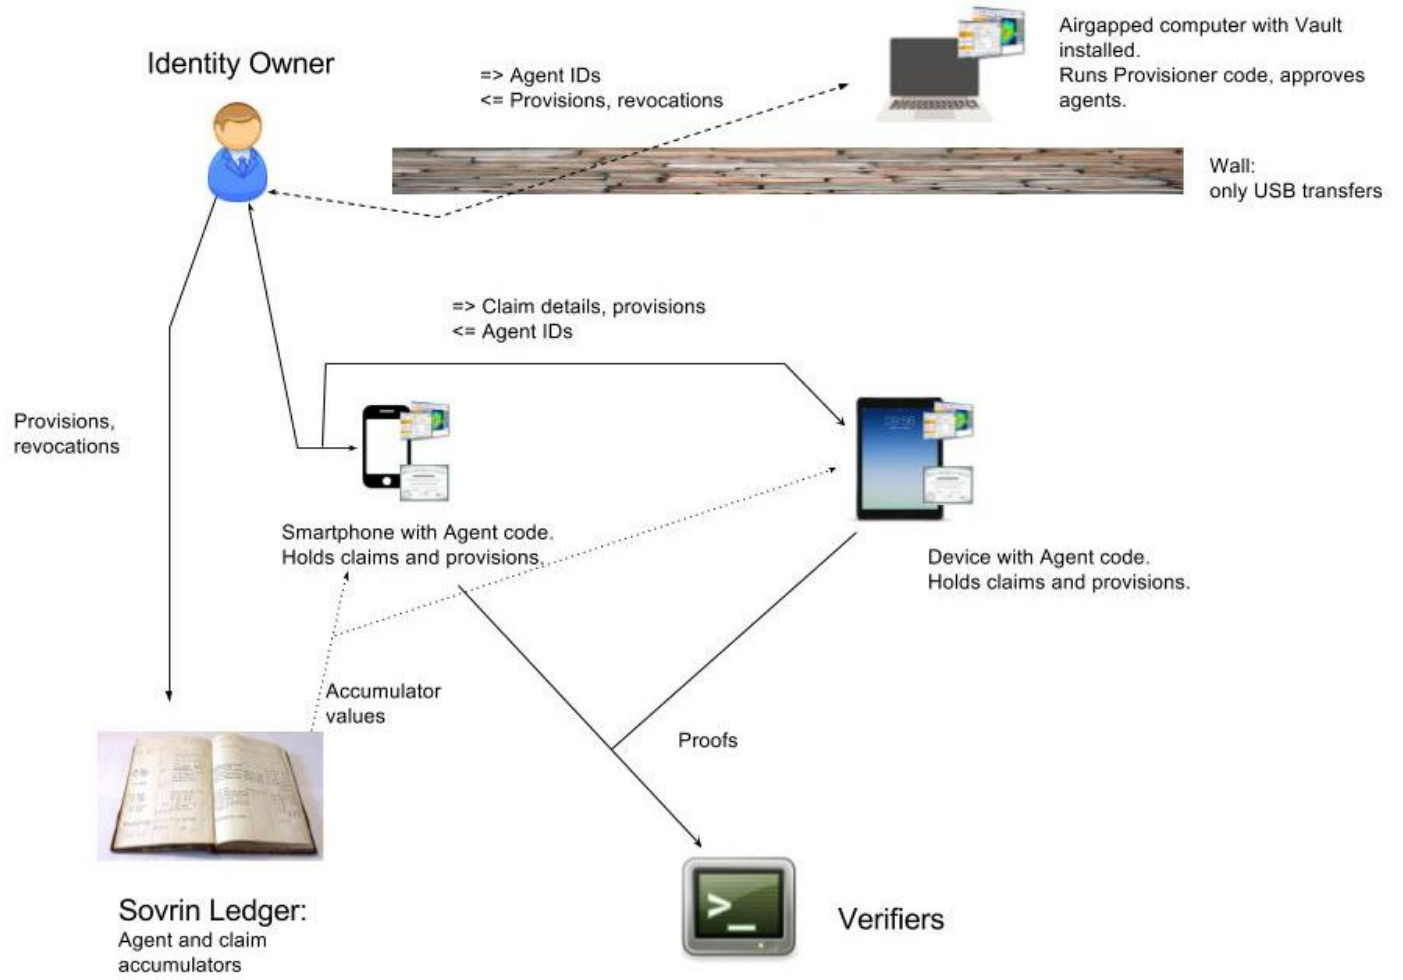 Identity Owner
=> Agent IDs
<= Provisions, revocations
Airgapped computer with Vault
installed.
Runs Provisioner code, approves
agents.
Wall:
only USB transfers
=> Claim details, provisions
<= Agent IDs
Provisions,
revocations
Smartphone with Agent code.
Holds claims and provisions.
Device with Agent code.
Holds claims and provisions.
Accumulator
values
Proofs
>_
Sovrin Ledger:
Agent and claim
accumulators
Verifiers